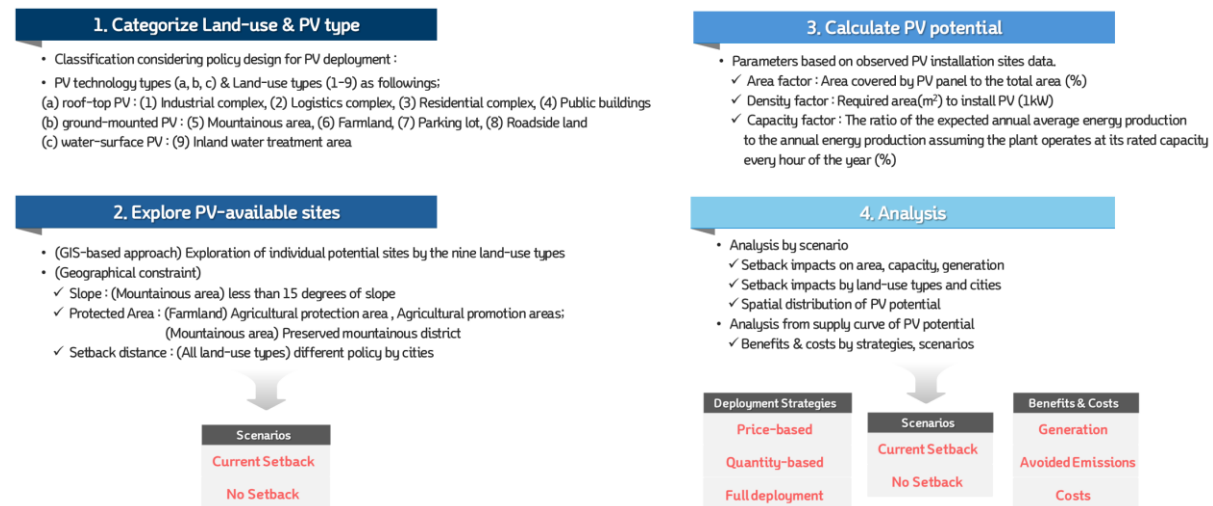 1. Categorize Land-use & PV type
• Classification considering policy design for PV deployment :
• PV technology types (a, b, c) & Land-use types (1-9) as followings;
(a) roof-top PV : (1) Industrial complex, (2) Logistics complex, (3) Residential complex, (4) Public buildings
(b) ground-mounted PV : (5) Mountainous area, (6) Farmland, (7) Parking lot, (8) Roadside land
(c) water-surface PV : (9) Inland water treatment area
2. Explore PV-available sites
• (GIS-based approach) Exploration of individual potential sites by the nine land-use types
• (Geographical constraint)
✓ Slope : (Mountainous area) less than 15 degrees of slope
✓ Protected Area : (Farmland) Agricultural protection area , Agricultural promotion areas;
(Mountainous area) Preserved mountainous district
✓ Setback distance : (All land-use types) different policy by cities
Scenarios
Current Setback
No Setback
3. Calculate PV potential
• Parameters based on observed PV installation sites data.
✓ Area factor : Area covered by PV panel to the total area (%)
✓ Density factor : Required area(m²) to install PV (1kW)
✓ Capacity factor : The ratio of the expected annual average energy production
to the annual energy production assuming the plant operates at its rated capacity
every hour of the year (%)
4. Analysis
• Analysis by scenario
✓ Setback impacts on area, capacity, generation
✓ Setback impacts by land-use types and cities
✓ Spatial distribution of PV potential
• Analysis from supply curve of PV potential
✓ Benefits & costs by strategies, scenarios
Deployment Strategies
Price-based
Quantity-based
Full deployment
Scenarios
Current Setback
No Setback
Benefits & Costs
Generation
Avoided Emissions
Costs